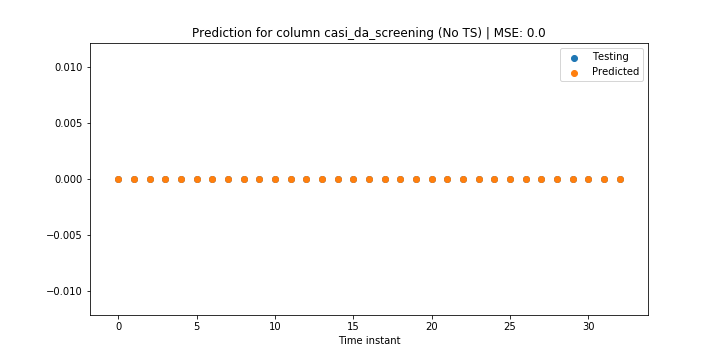 Prediction for column casi_da_screening (No TS) | MSE: 0.0
Testing
Predicted
0.010
0.005
0.000
−0.005
−0.010
0 5 10 15 20 25 30
Time instant